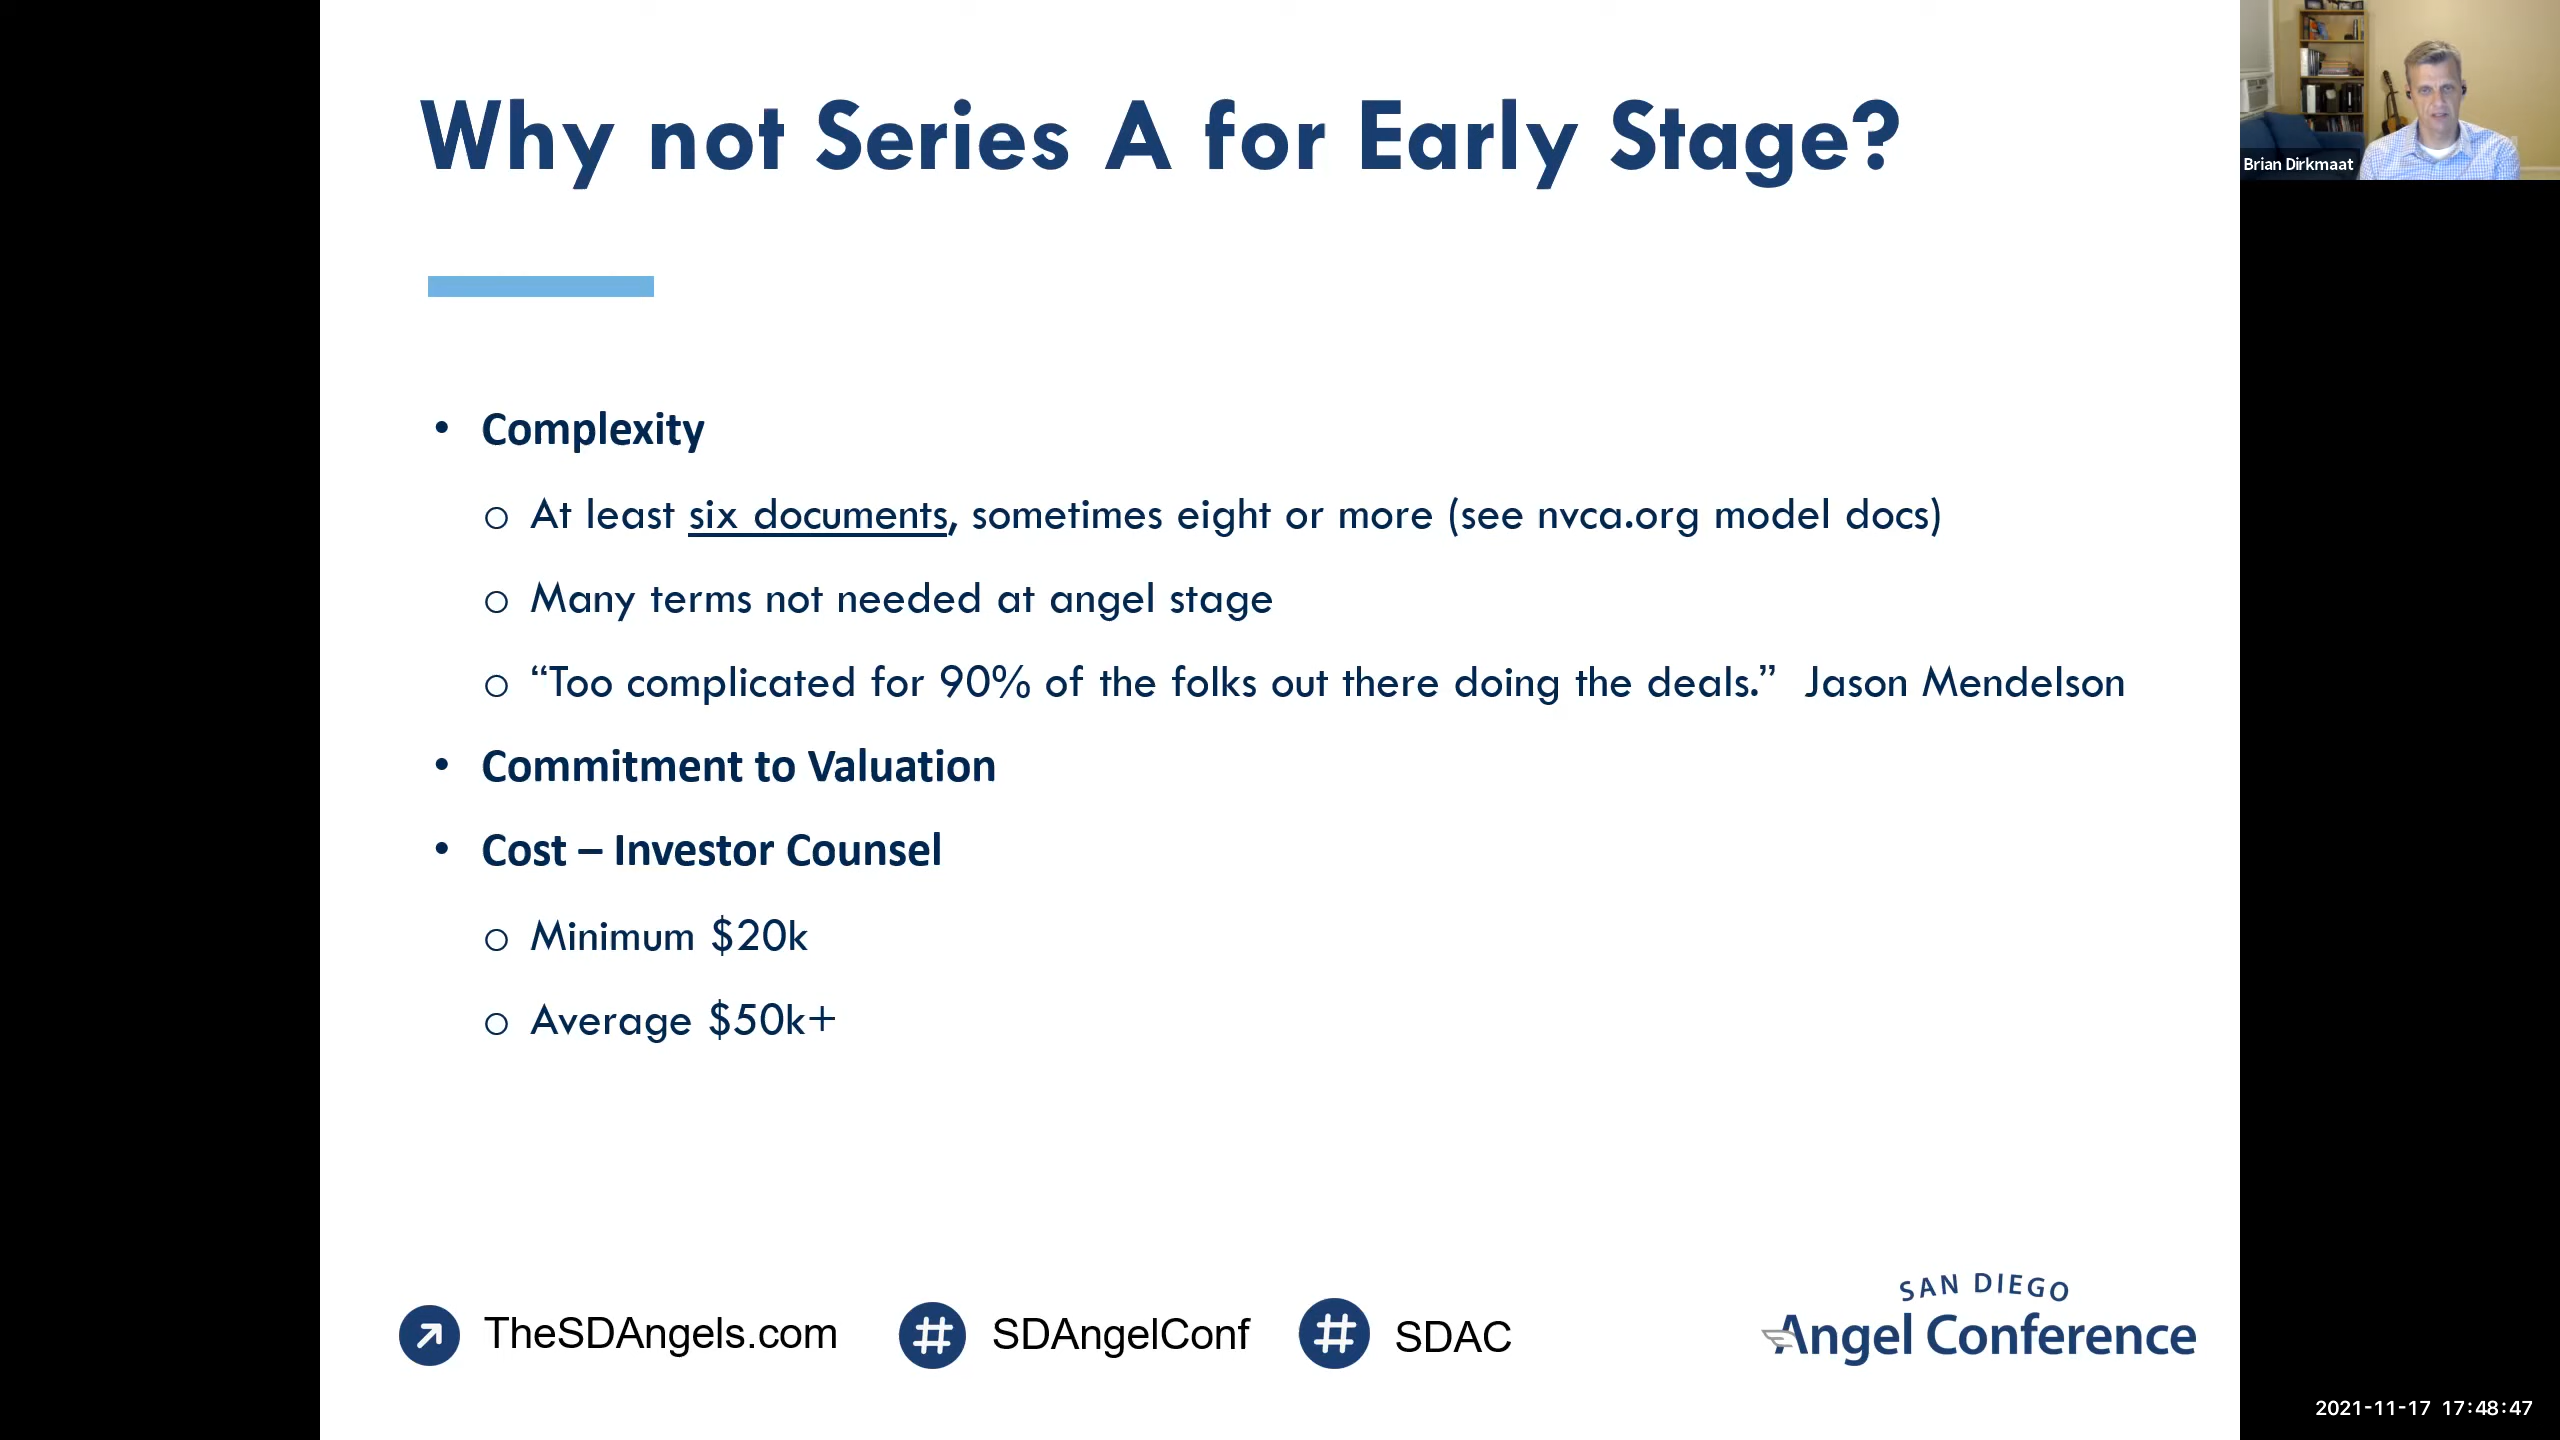 Why not Series A for Early Stage?
Brian Dirkmaat
• Complexity
o At least six documents, sometimes eight or more (see nvca.org model docs)
o Many terms not needed at angel stage
o “Too complicated for 90% of the folks out there doing the deals.” Jason Mendelson
• Commitment to Valuation
• Cost – Investor Counsel
o Minimum $20k
o Average $50k+
TheSDAngels.com
# SDAngelConf
# SDAC
SAN DIEGO
Angel Conference
2021-11-17 17:48:47